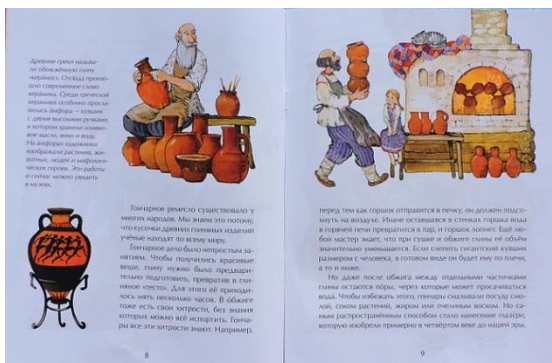 Древние греки называ-
ли обожжённую глину
«керамос». Отсюда произо-
шло современное слово
керамика. Среди греческой
керамики особенно просла-
вилась амфора — кувшин
с двумя высокими ручками,
в котором хранили оливко-
вое масло, вино и воду.
На амфорах художники
изображали растения, жи-
вотных, людей и мифологи-
ческих героев. Эти работы
и сейчас можно увидеть
в музеях.
Гончарное ремесло существовало у
многих народов. Мы знаем это потому,
что кусочки древних глиняных изделий
учёные находят по всему миру.
Гончарное дело было непростым за-
нятием. Чтобы получились красивые
вещи, глину нужно было предвари-
тельно подготовить, превратив в гли-
няное «тесто». Для этого её приходи-
лось мять несколько часов. В обжиге
тоже есть свои хитрости, без знания
которых можно всё испортить. Гонча-
ры все эти хитрости знали. Например,
8
перед тем как горшок отправится в печку, он должен подсох-
нуть на воздухе. Иначе оставшаяся в стенках горшка вода
в горячей печи превратится в пар, и горшок лопнет. Ещё лю-
бой мастер знает, что при сушке и обжиге глины её объём
значительно уменьшается. Если слепить гигантский кувшин
размером с человека, в готовом виде он будет ему по плечи,
а то и ниже.
Но даже после обжига между отдельными частичками
глины остаются поры, через которые может просачиваться
вода. Чтобы избежать этого, гончары смазывали посуду смо-
лой, соком растений, жиром или пчелиным воском. Но са-
мым распространённым способом стало нанесение глазури,
которую изобрели примерно в четвёртом веке до нашей эры.
9